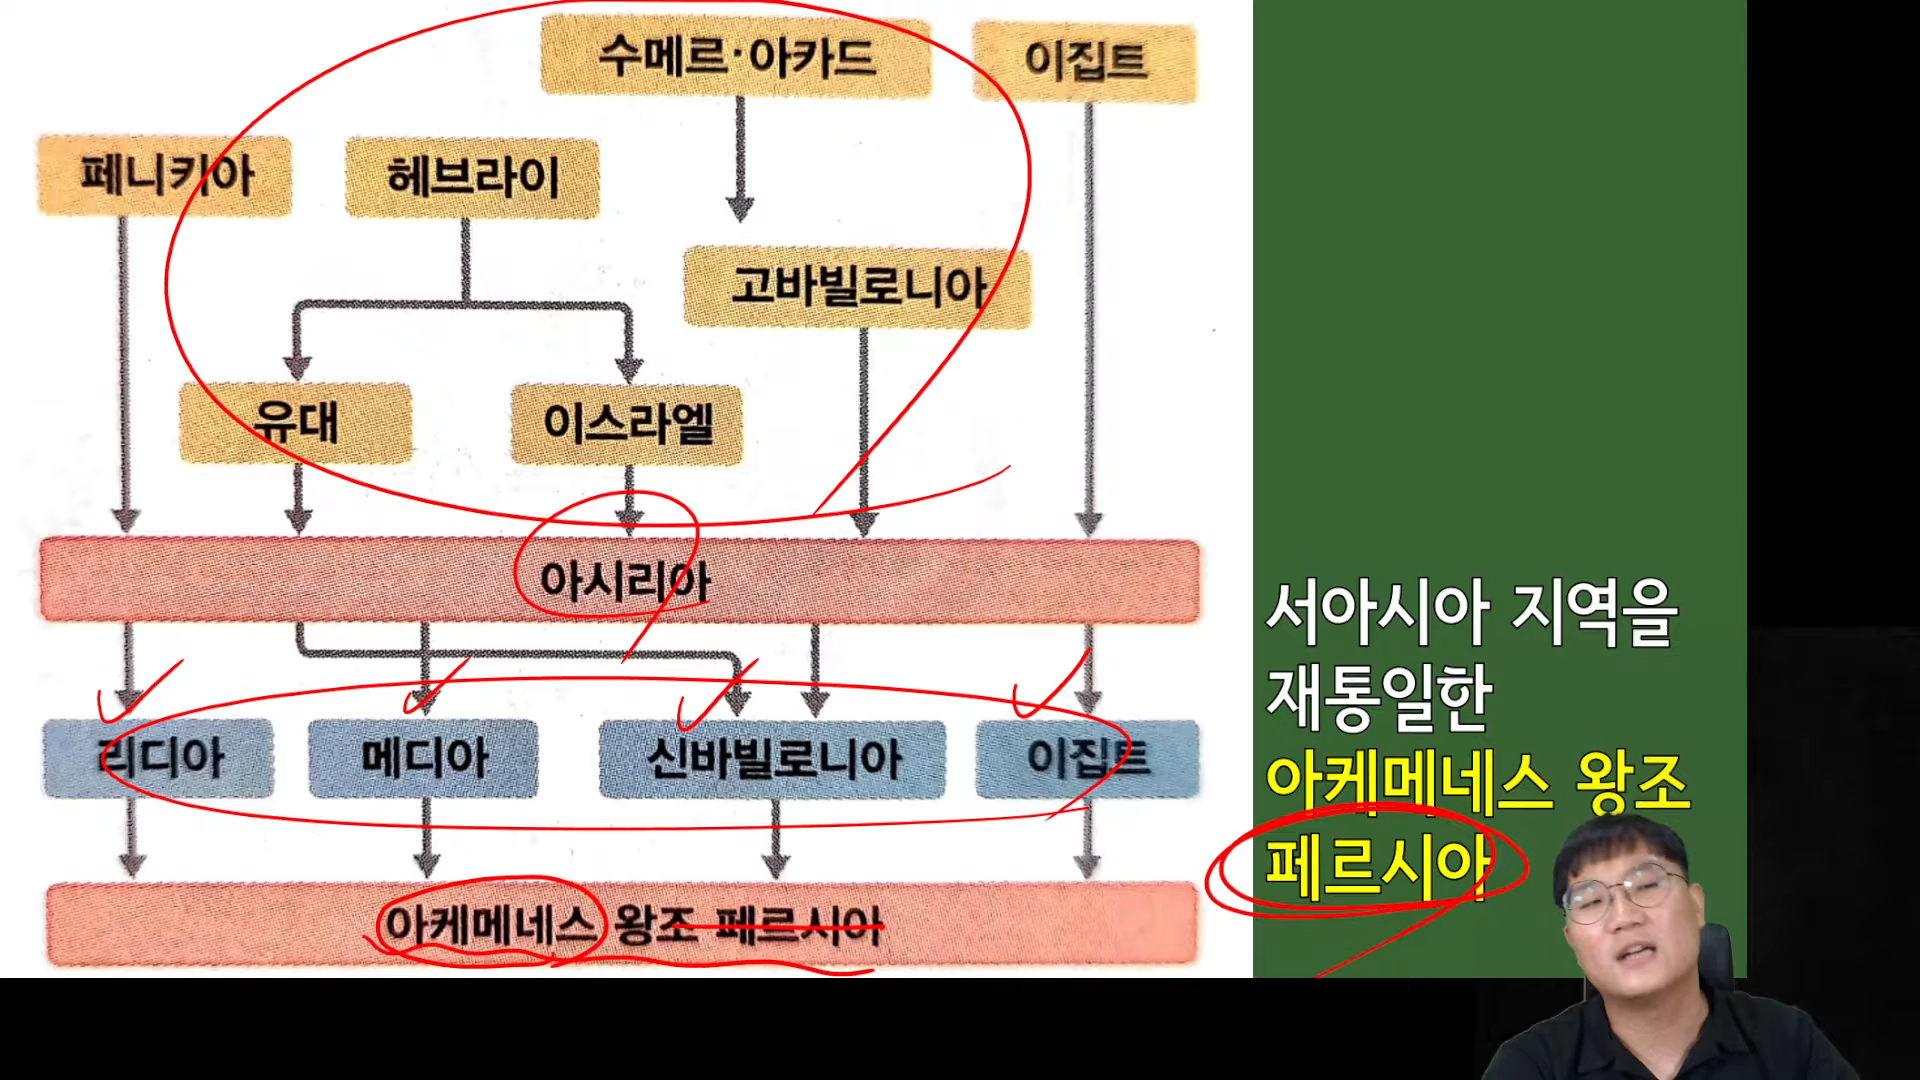 수메르·아카드
이집트
페니키아
헤브라이
고바빌로니아
유대
이스라엘
아시리아
리디아
메디아
신바빌로니아
이집트
아케메네스 왕조 페르시아
서아시아 지역을
재통일한
아케메네스 왕조
페르시아